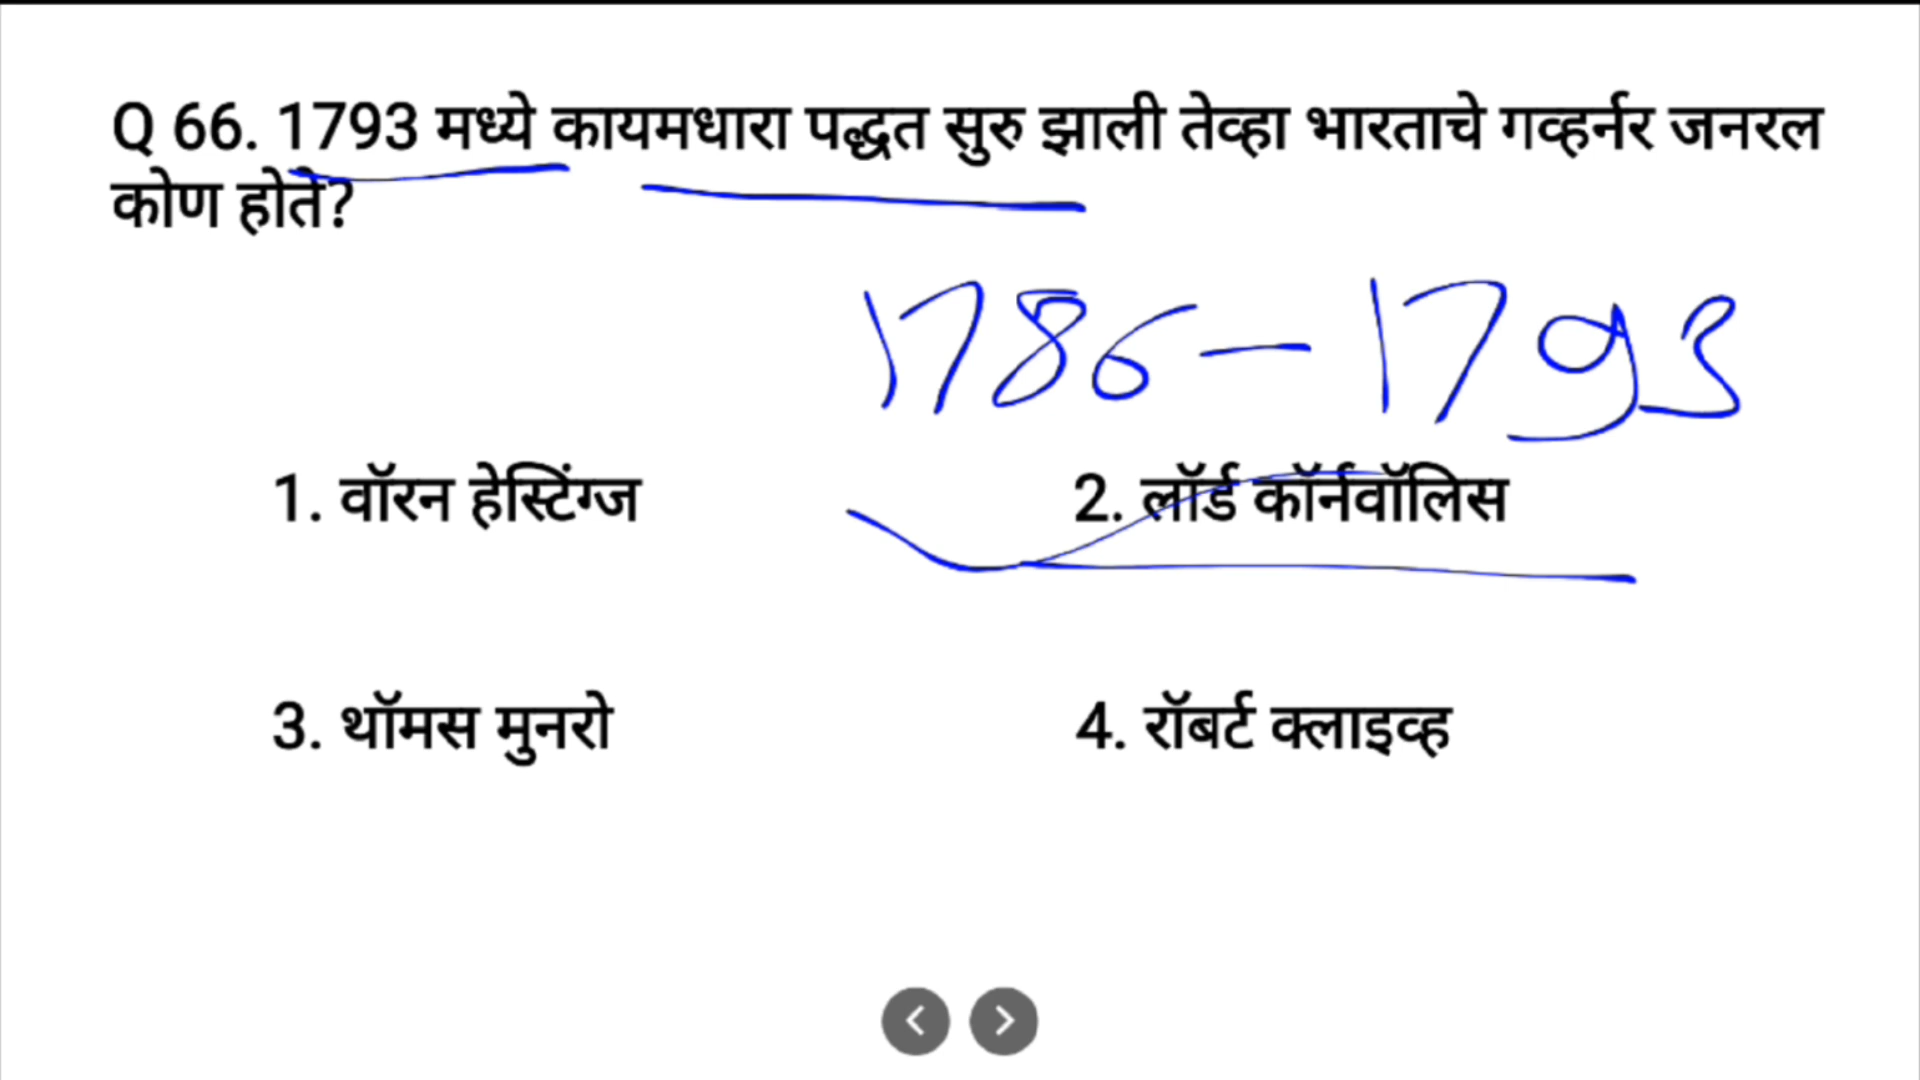 Q 66. 1793 मध्ये कायमधारा पद्धत सुरु झाली तेव्हा भारताचे गव्हर्नर जनरल
कोण होते?
1786-1793
1. वॉरन हेस्टिंग्ज
2. लॉर्ड कॉर्नवॉलिस
3. थॉमस मुनरो
4. रॉबर्ट क्लाइव्ह